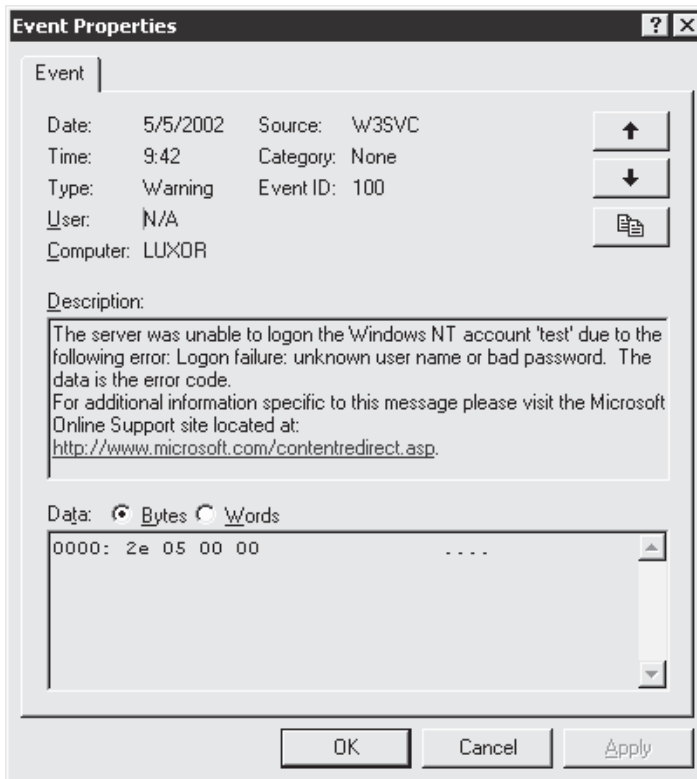 Event Properties
Event
Date: 5/5/2002 Source: W3SVC
Time: 9:42 Category: None
Type: Warning Event ID: 100
User: N/A
Computer: LUXOR
Description:
The server was unable to logon the Windows NT account 'test' due to the
following error: Logon failure: unknown user name or bad password. The
data is the error code.
For additional information specific to this message please visit the Microsoft
Online Support site located at:
http://www.microsoft.com/contentredirect.asp.
Data: Bytes Words
0000: 2e 05 00 00 ....
OK Cancel Apply